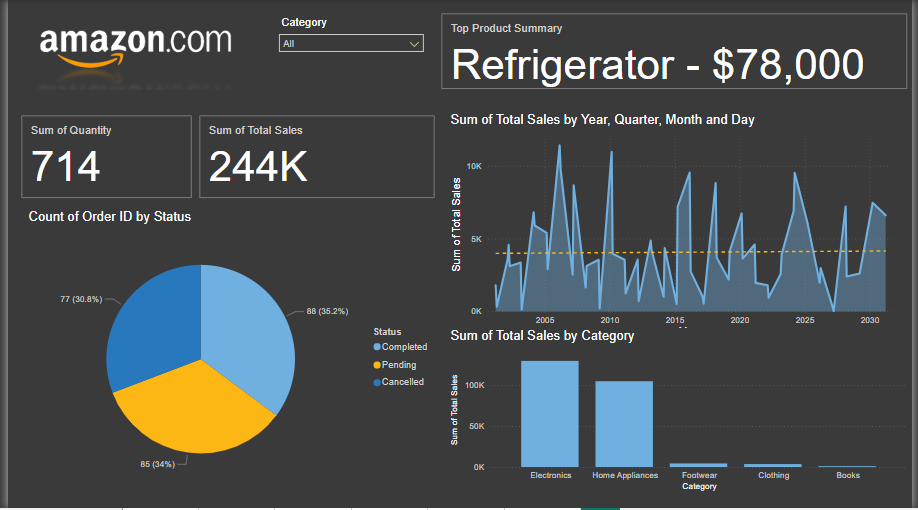 amazon.com
Category
All
Top Product Summary
Refrigerator - $78,000
Sum of Quantity
714
Sum of Total Sales
244K
Count of Order ID by Status
77 (30.8%)
88 (35.2%)
85 (34%)
Status
Completed
Pending
Cancelled
Sum of Total Sales by Year, Quarter, Month and Day
Sum of Total Sales
10K
5K
0K
2005 2010 2015 2020 2025 2030
Sum of Total Sales by Category
Sum of Total Sales
100K
50K
0K
Electronics Home Appliances Footwear Clothing Books
Category